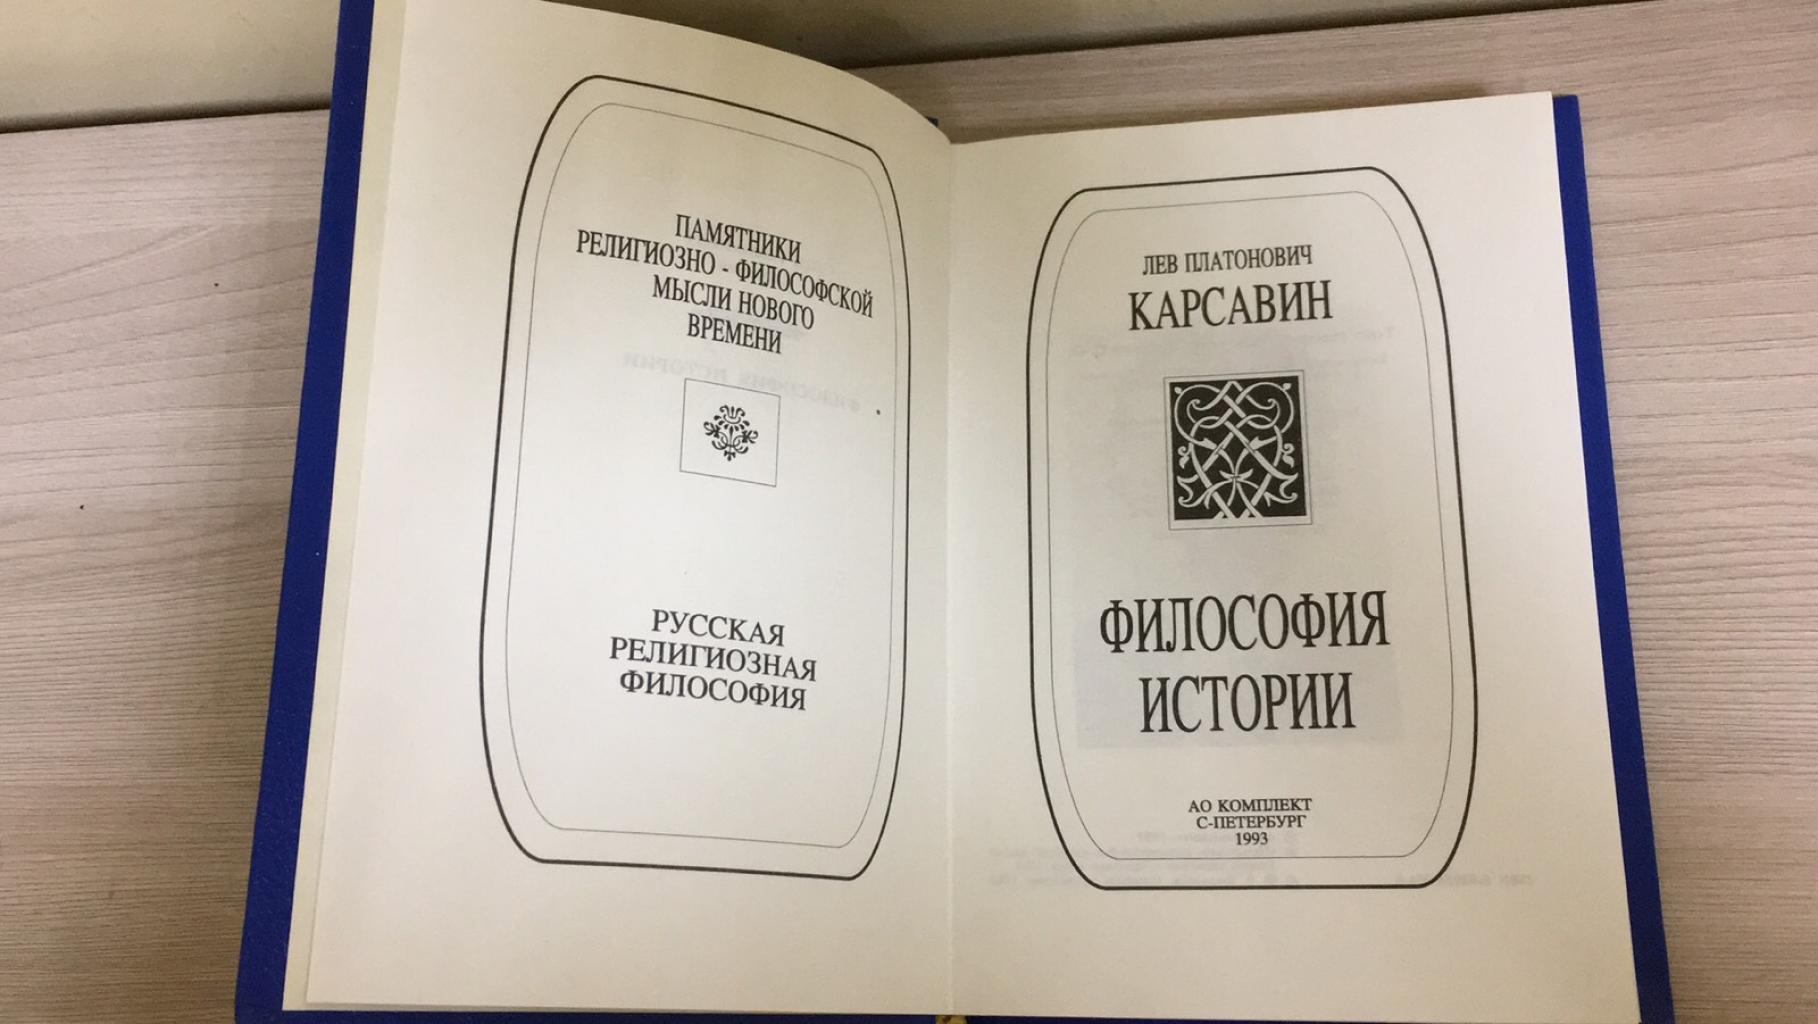 ПАМЯТНИКИ
РЕЛИГИОЗНО - ФИЛОСОФСКОЙ
МЫСЛИ НОВОГО
ВРЕМЕНИ
РУССКАЯ
РЕЛИГИОЗНАЯ
ФИЛОСОФИЯ
ЛЕВ ПЛАТОНОВИЧ
КАРСАВИН
ФИЛОСОФИЯ
ИСТОРИИ
АО КОМПЛЕКТ
С-ПЕТЕРБУРГ
1993